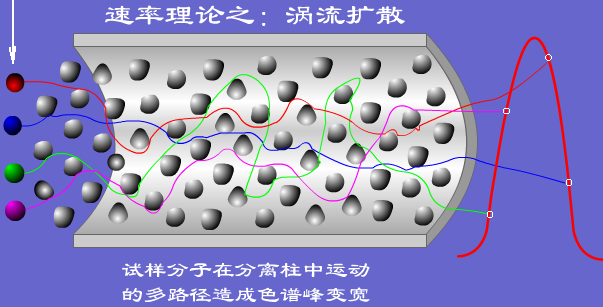 速率理论之：涡流扩散
试样分子在分离柱中运动
的多路径造成色谱峰变宽